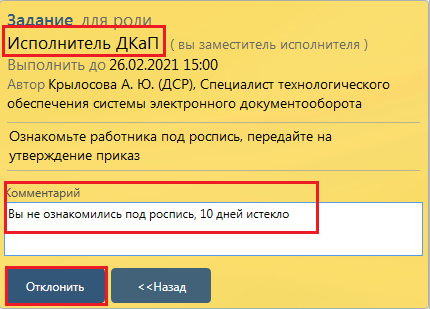 Задание для роли
Исполнитель ДКаП ( вы заместитель исполнителя )
Выполнить до 26.02.2021 15:00
Автор Крылосова А. Ю. (ДСР), Специалист технологического
обеспечения системы электронного документооборота
Ознакомьте работника под роспись, передайте на
утверждение приказ
Комментарий
Вы не ознакомились под роспись, 10 дней истекло
Отклонить <<Назад